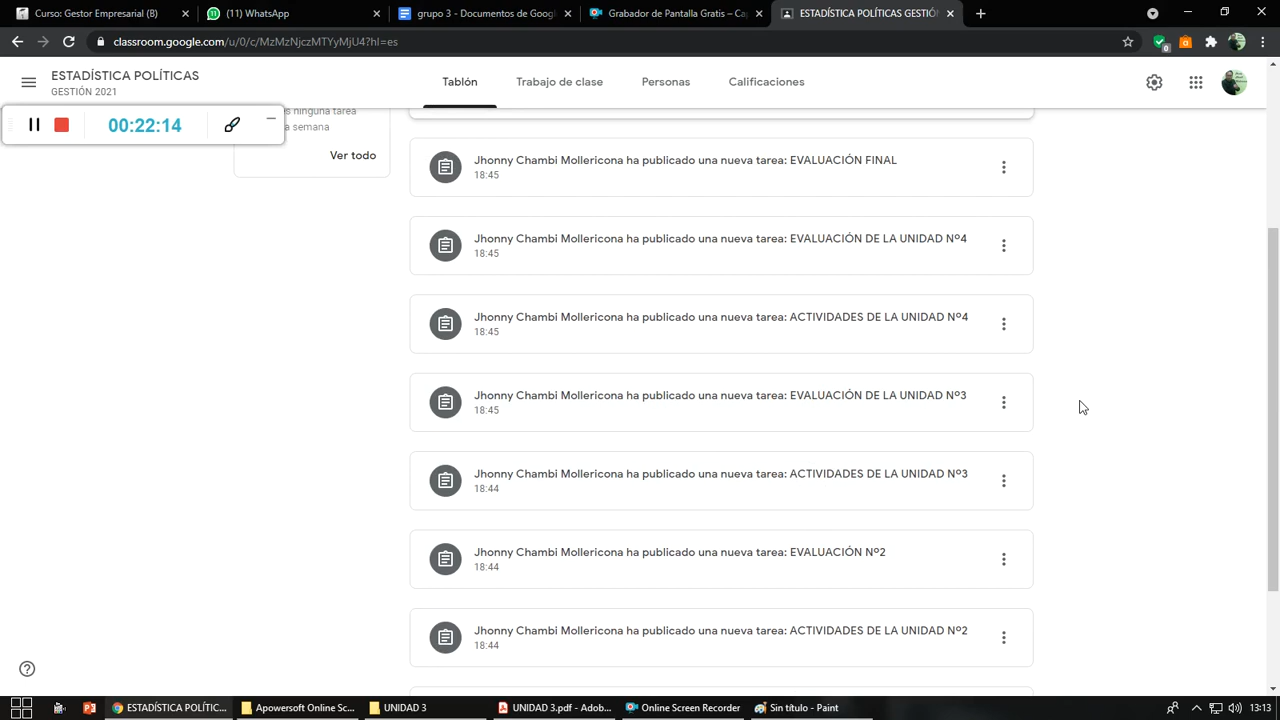 Curso: Gestor Empresarial (B)
(11) WhatsApp
grupo 3 - Documentos de Goog
Grabador de Pantalla Gratis – Ca
ESTADÍSTICA POLÍTICAS GESTIÓN
classroom.google.com/u/0/c/MzMzNjczMTYyMjU4?hl=es
0
ESTADÍSTICA POLÍTICAS
GESTIÓN 2021
Tablón
Trabajo de clase
Personas
Calificaciones
00:22:14
s ninguna tarea
a semana
Ver todo
Jhonny Chambi Mollericona ha publicado una nueva tarea: EVALUACIÓN FINAL
18:45
Jhonny Chambi Mollericona ha publicado una nueva tarea: EVALUACIÓN DE LA UNIDAD Nº4
18:45
Jhonny Chambi Mollericona ha publicado una nueva tarea: ACTIVIDADES DE LA UNIDAD Nº4
18:45
Jhonny Chambi Mollericona ha publicado una nueva tarea: EVALUACIÓN DE LA UNIDAD Nº3
18:45
Jhonny Chambi Mollericona ha publicado una nueva tarea: ACTIVIDADES DE LA UNIDAD Nº3
18:44
Jhonny Chambi Mollericona ha publicado una nueva tarea: EVALUACIÓN Nº2
18:44
Jhonny Chambi Mollericona ha publicado una nueva tarea: ACTIVIDADES DE LA UNIDAD Nº2
18:44
ESTADÍSTICA POLÍTIC...
Apowersoft Online Sc...
UNIDAD 3
UNIDAD 3.pdf - Adob...
Online Screen Recorder
Sin título - Paint
13:13